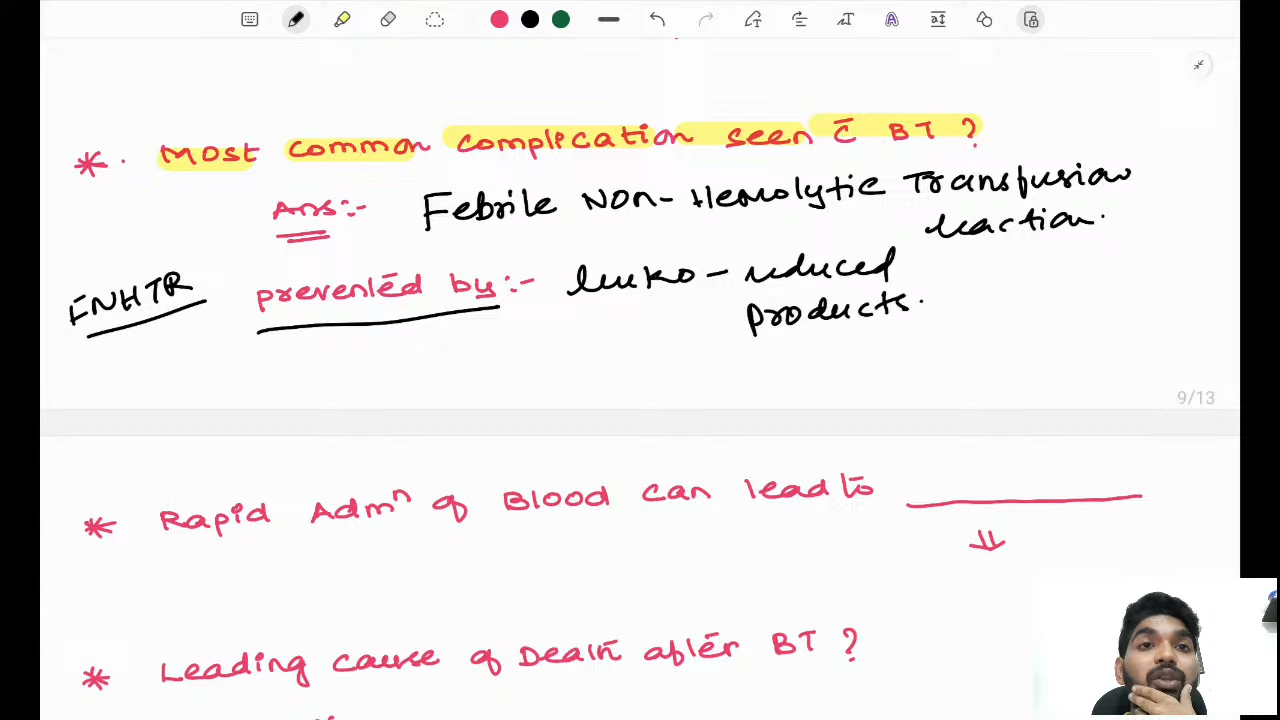 * . Most common complication seen c̄ BT ?
Ans :- Febrile Non-Hemolytic Transfusion
reaction.
FNHTR prevented by :- leuko-reduced
products.
9/13
* Rapid Admⁿ of Blood can lead to ______
* Leading cause of Death after BT ?